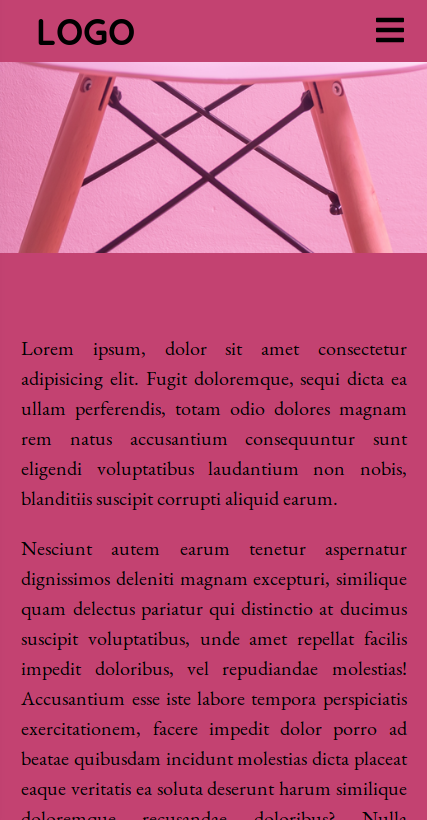 LOGO
Lorem ipsum, dolor sit amet consectetur
adipisicing elit. Fugit doloremque, sequi dicta ea
ullam perferendis, totam odio dolores magnam
rem natus accusantium consequuntur sunt
eligendi voluptatibus laudantium non nobis,
blanditiis suscipit corrupti aliquid earum.
Nesciunt autem earum tenetur aspernatur
dignissimos deleniti magnam excepturi, similique
quam delectus pariatur qui distinctio at ducimus
suscipit voluptatibus, unde amet repellat facilis
impedit doloribus, vel repudiandae molestias!
Accusantium esse iste labore tempora perspiciatis
exercitationem, facere impedit dolor porro ad
beatae quibusdam incidunt molestias dicta placeat
eaque veritatis ea soluta deserunt harum similique
doloremque recusandae doloribus? Nulla